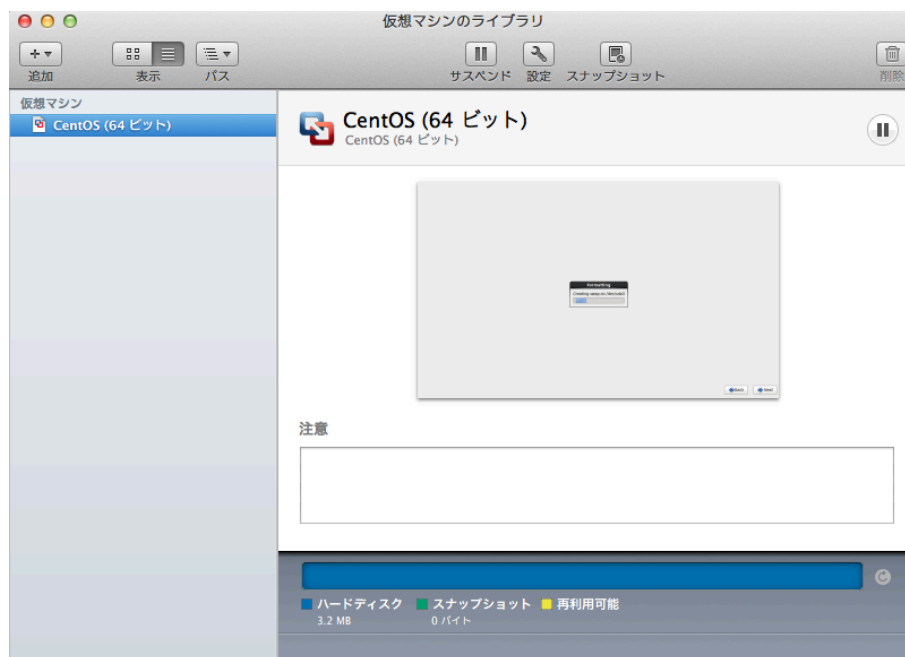 仮想マシンのライブラリ
追加 表示 パス サスペンド 設定 スナップショット 削除
仮想マシン
CentOS (64 ビット)
CentOS (64 ビット)
CentOS (64 ビット)
Formatting
Back Next
注意
ハードディスク スナップショット 再利用可能
3.2 MB 0 バイト